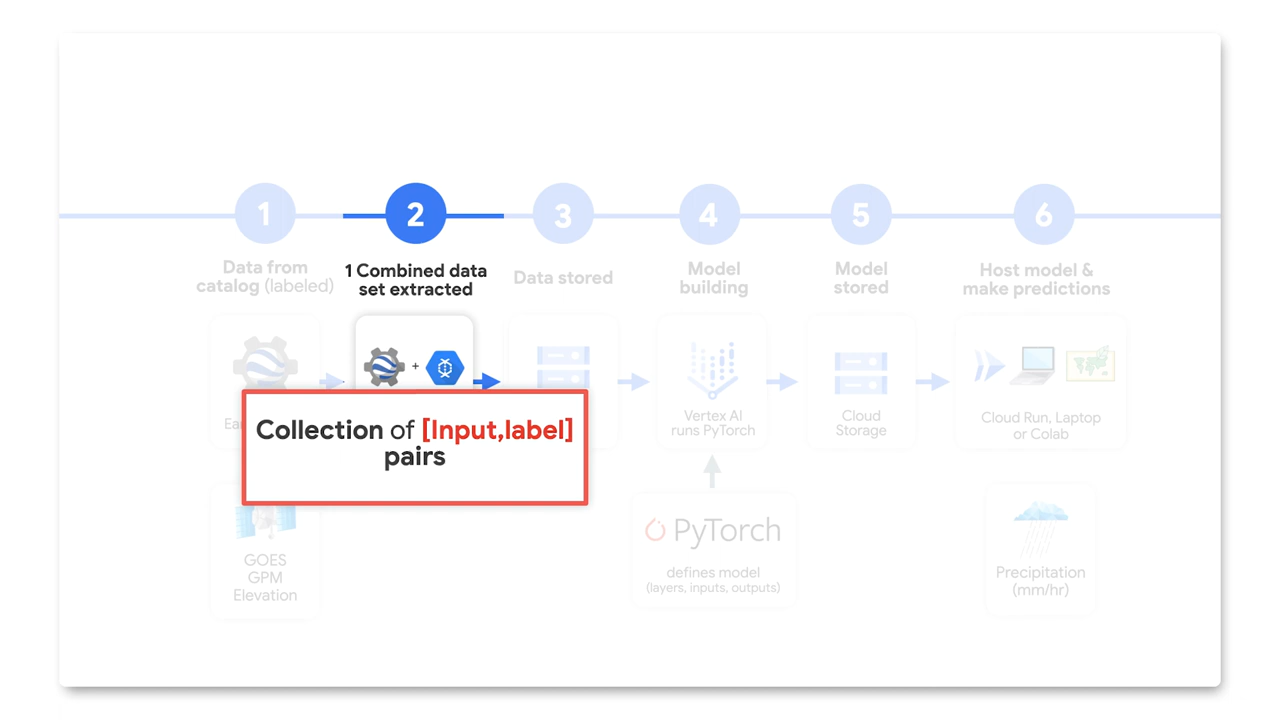 1
2
3
4
5
6
Data from
catalog (labeled)
1 Combined data
set extracted
Data stored
Model
building
Model
stored
Host model &
make predictions
+
Vertex AI
runs PyTorch
Cloud
Storage
Cloud Run, Laptop
or Colab
Collection of [Input,label]
pairs
GOES
GPM
Elevation
PyTorch
defines model
(layers, inputs, outputs)
Precipitation
(mm/hr)